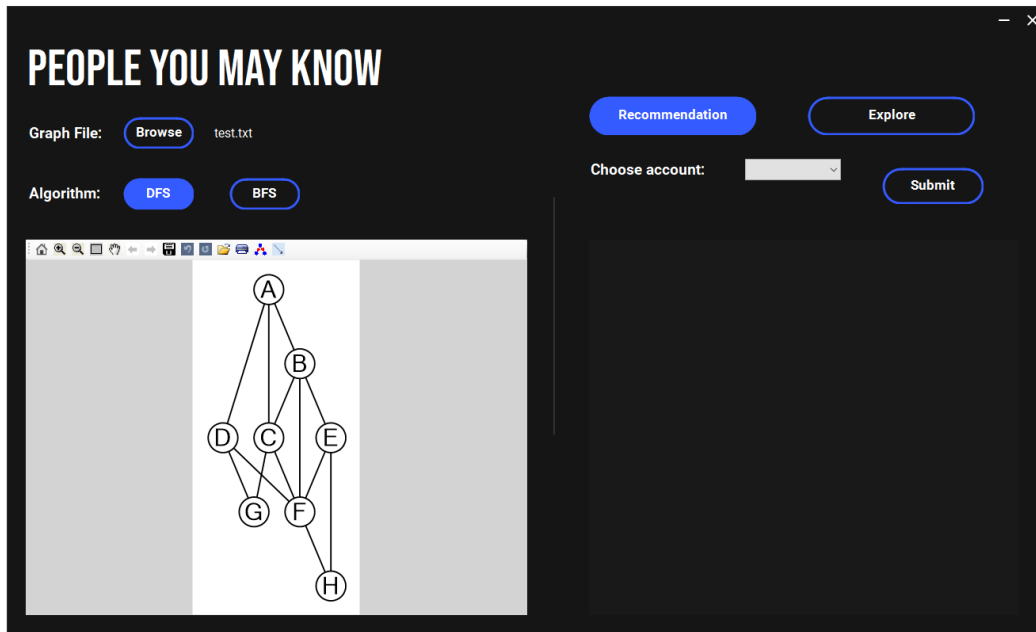 PEOPLE YOU MAY KNOW
Graph File: Browse test.txt
Algorithm: DFS BFS
Recommendation Explore
Choose account: Submit
A
B
D C E
G F
H